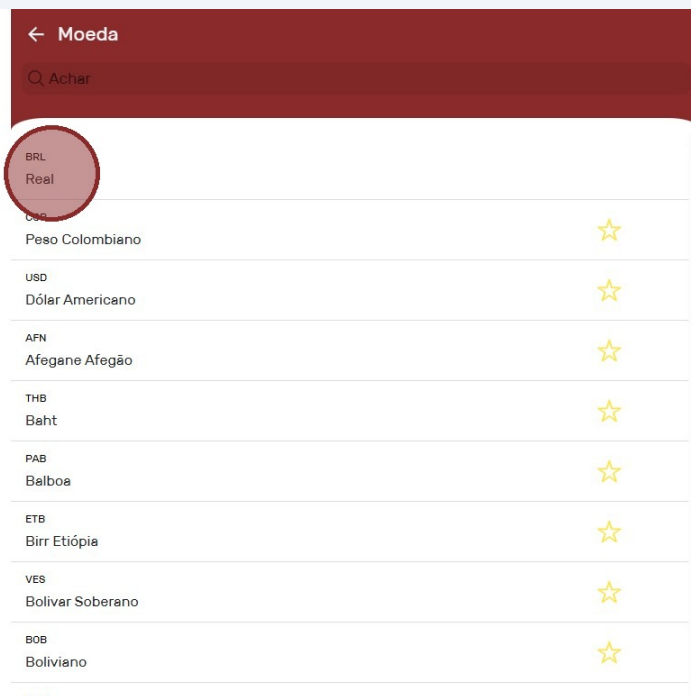 Moeda
Achar
BRL
Real
Peso Colombiano
USD
Dólar Americano
AFN
Afegane Afegão
THB
Baht
PAB
Balboa
ETB
Birr Etiópia
VES
Bolivar Soberano
BOB
Boliviano